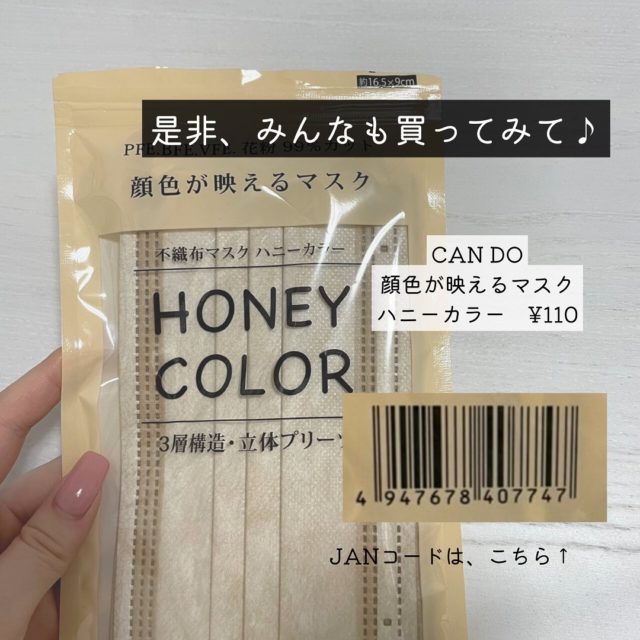 約16.5×9cm
是非、みんなも買ってみて♪
PFE.BFE.VFE. 花粉 99%カット
顔色が映えるマスク
不織布マスク ハニーカラー
HONEY
COLOR
3層構造・立体プリーツ
CAN DO
顔色が映えるマスク
ハニーカラー ¥110
4 947678 407747
JANコードは、こちら↑